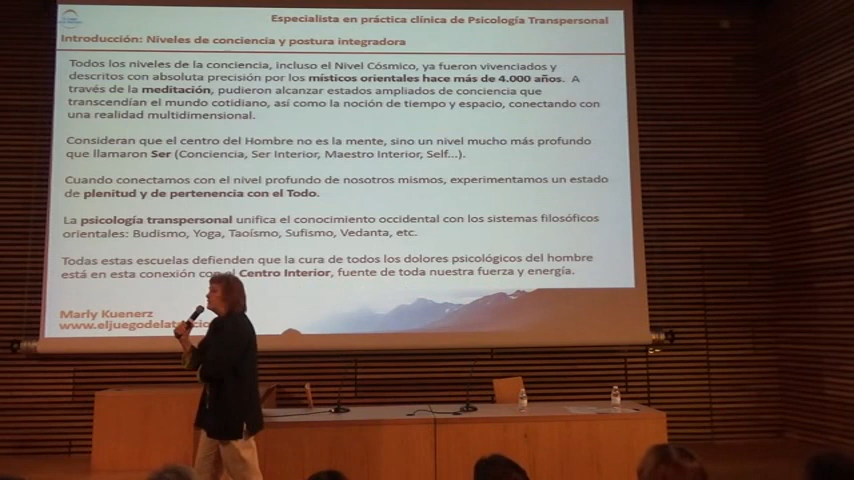 Especialista en práctica clínica de Psicología Transpersonal
Introducción: Niveles de conciencia y postura integradora
Todos los niveles de la conciencia, incluso el Nivel Cósmico, ya fueron vivenciados y
descritos con absoluta precisión por los místicos orientales hace más de 4.000 años. A
través de la meditación, pudieron alcanzar estados ampliados de conciencia que
transcendían el mundo cotidiano, así como la noción de tiempo y espacio, conectando con
una realidad multidimensional.
Consideran que el centro del Hombre no es la mente, sino un nivel mucho más profundo
que llamaron Ser (Conciencia, Ser Interior, Maestro Interior, Self...).
Cuando conectamos con el nivel profundo de nosotros mismos, experimentamos un estado
de plenitud y de pertenencia con el Todo.
La psicología transpersonal unifica el conocimiento occidental con los sistemas filosóficos
orientales: Budismo, Yoga, Taoísmo, Sufismo, Vedanta, etc.
Todas estas escuelas defienden que la cura de todos los dolores psicológicos del hombre
está en esta conexión con el Centro Interior, fuente de toda nuestra fuerza y energía.
Marly Kuenerz
www.eljuegodelat